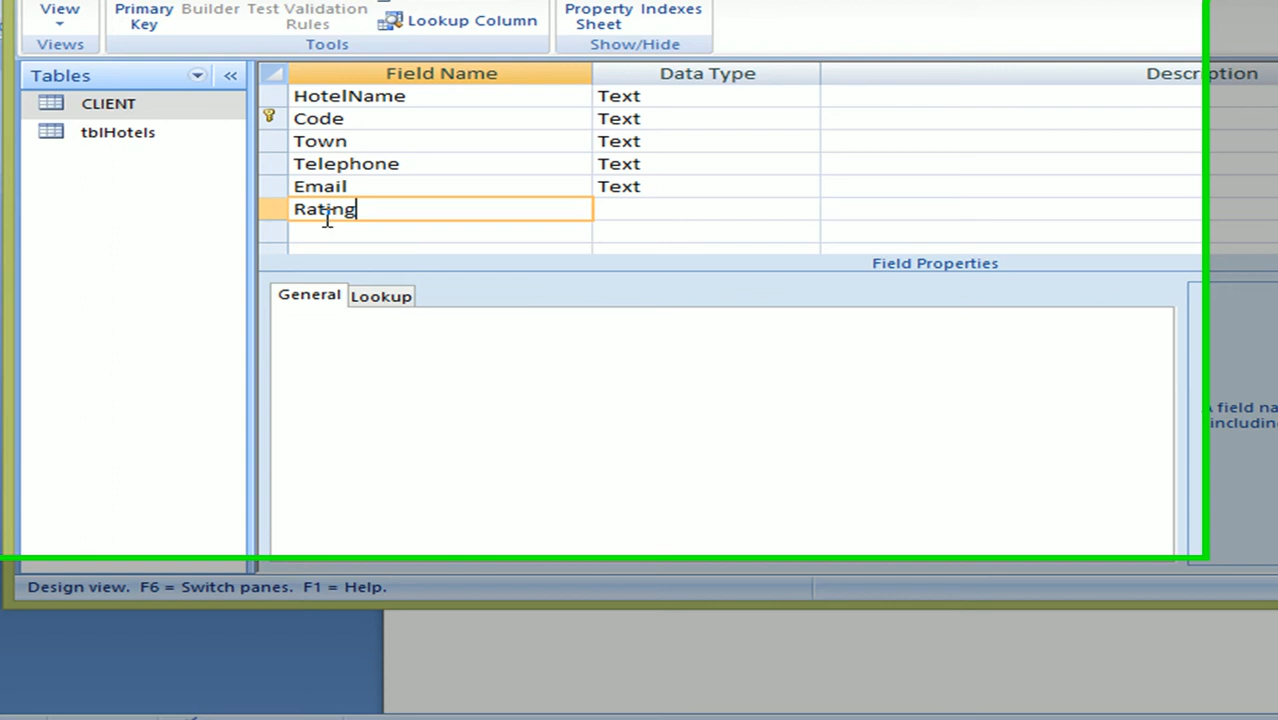 View
Primary Key
Builder
Test Validation Rules
Lookup Column
Property Sheet
Indexes
Views
Tools
Show/Hide
Tables
«
CLIENT
tblHotels
Field Name Data Type Description
HotelName Text
Code Text
Town Text
Telephone Text
Email Text
Rating
Field Properties
General Lookup
A field na
including
Design view. F6 = Switch panes. F1 = Help.